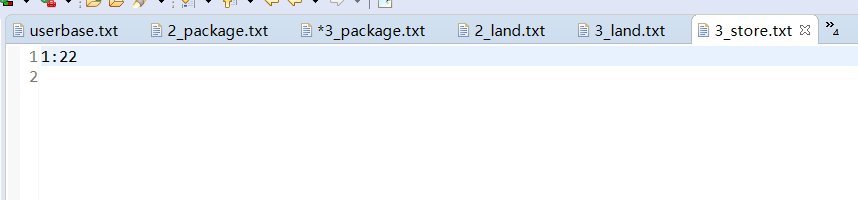 userbase.txt 2_package.txt *3_package.txt 2_land.txt 3_land.txt 3_store.txt »4
1 1:22
2